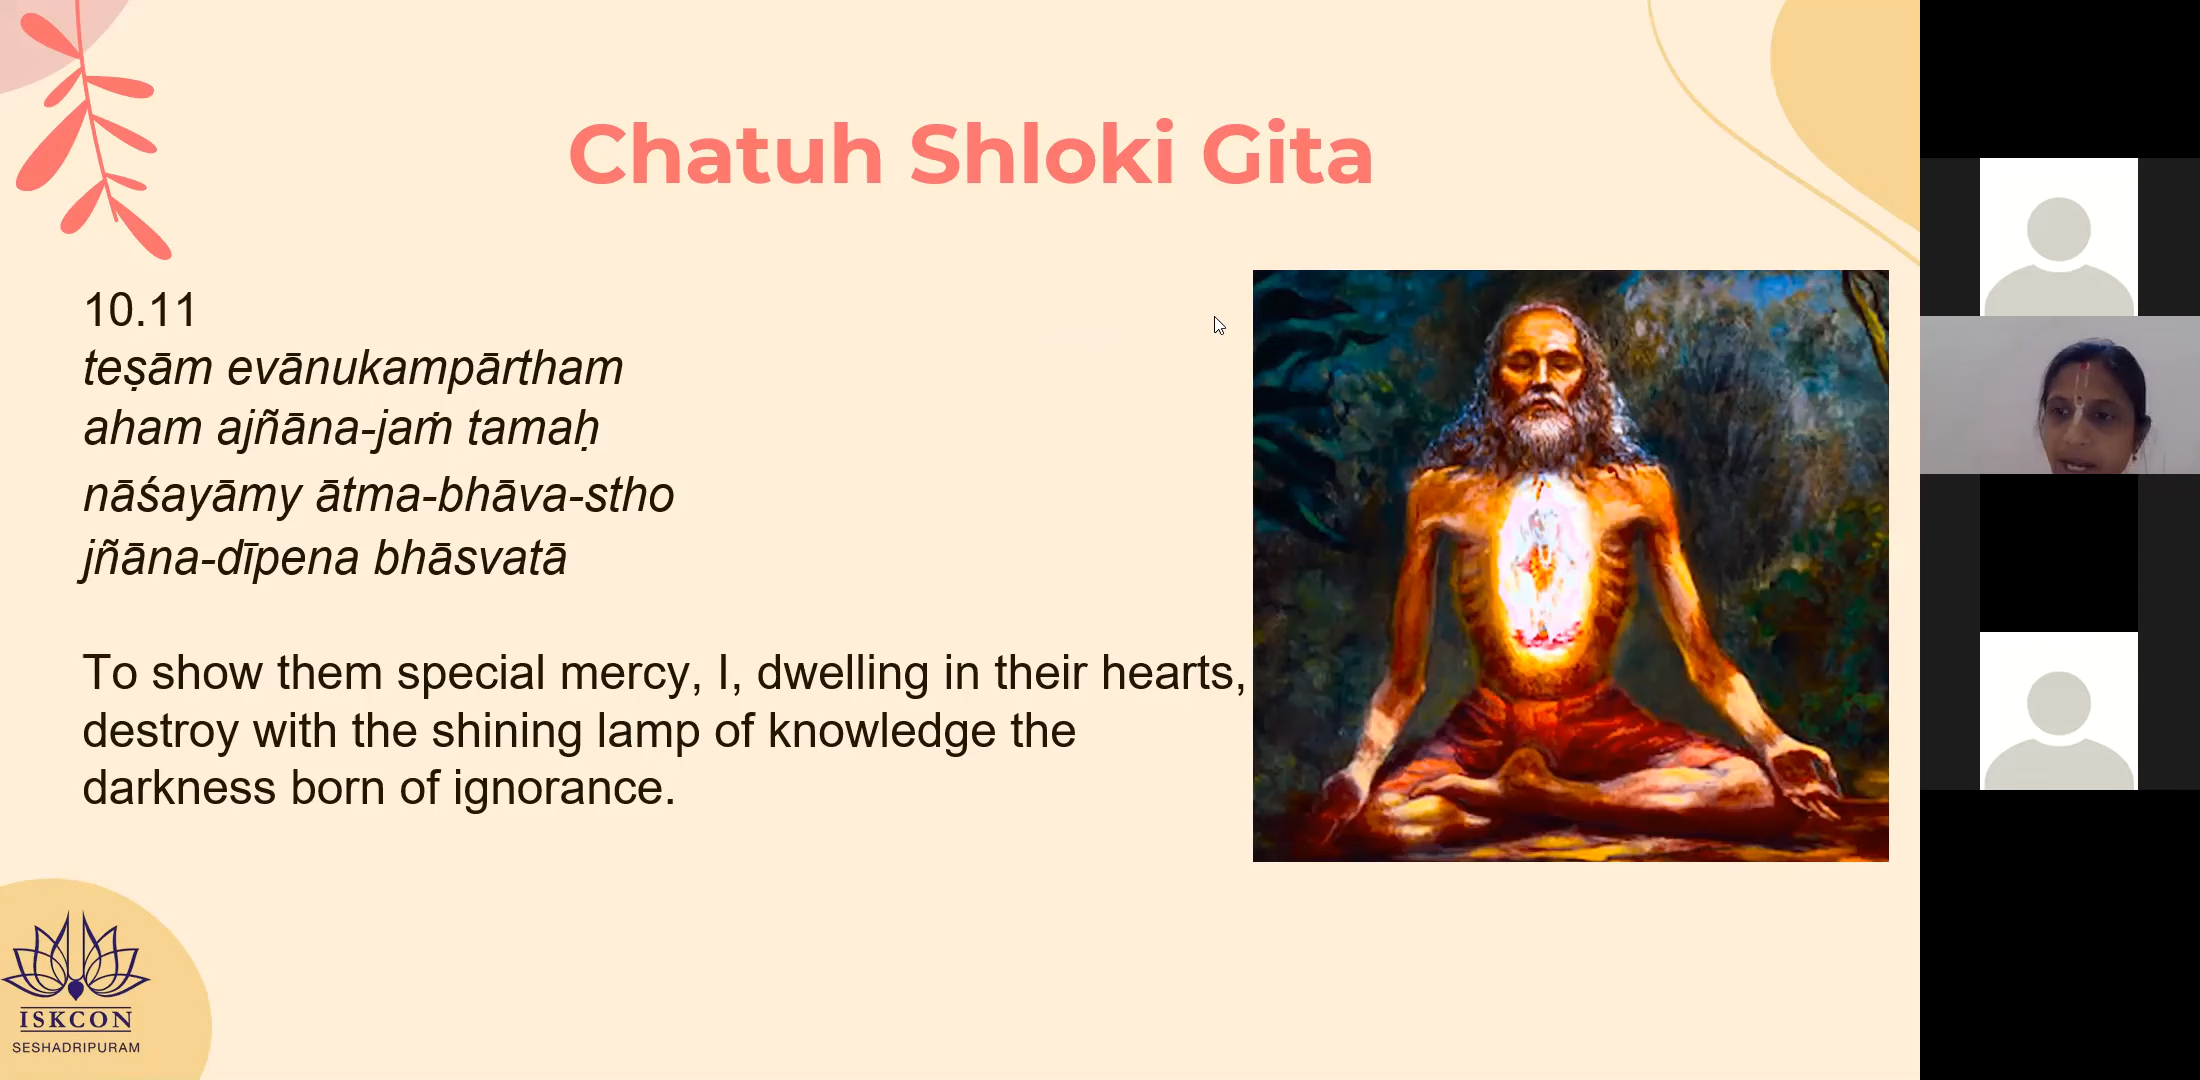 Chatuh Shloki Gita
10.11
teṣām evānukampārtham
aham ajñāna-jaṁ tamaḥ
nāśayāmy ātma-bhāva-stho
jñāna-dīpena bhāsvatā
To show them special mercy, I, dwelling in their hearts,
destroy with the shining lamp of knowledge the
darkness born of ignorance.
ISKCON
SESHADRIPURAM